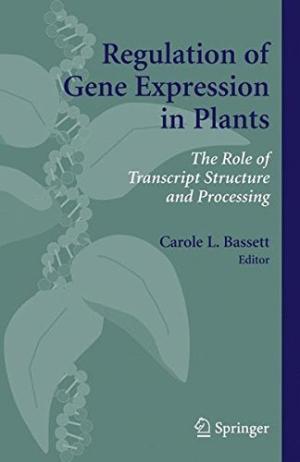 Regulation of
Gene Expression
in Plants
The Role of
Transcript Structure
and Processing
Carole L. Bassett
Editor
Springer